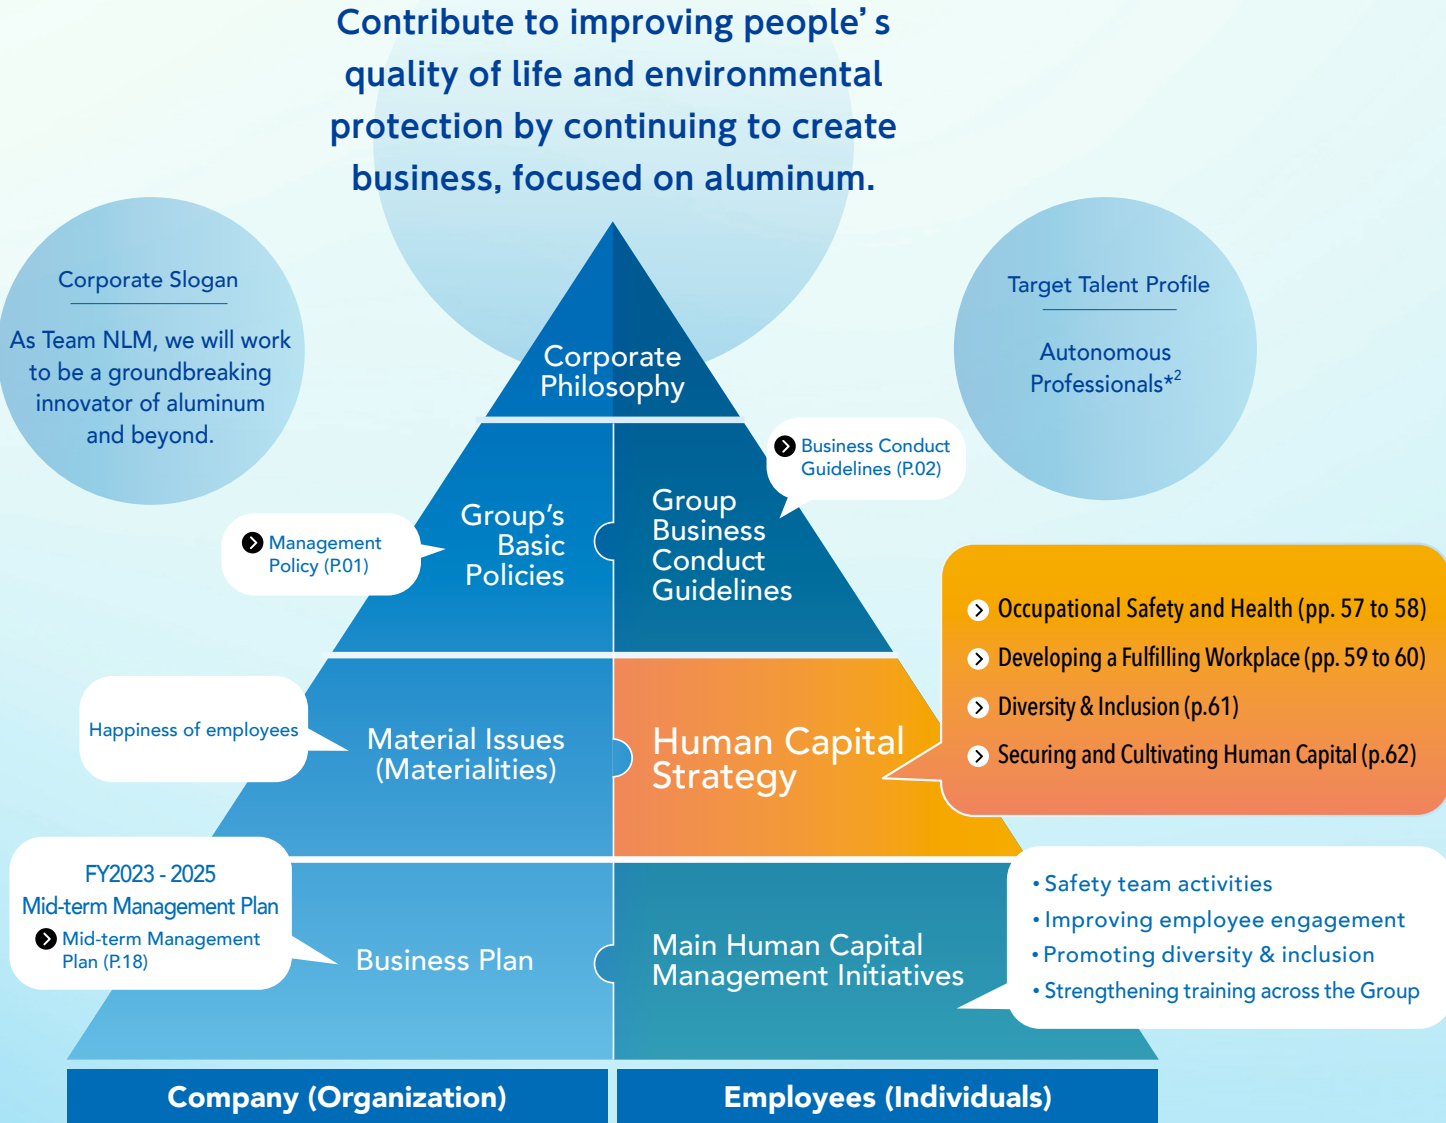 Contribute to improving people's
quality of life and environmental
protection by continuing to create
business, focused on aluminum.
Corporate Slogan
As Team NLM, we will work
to be a groundbreaking
innovator of aluminum
and beyond.
Target Talent Profile
Autonomous
Professionals*2
Corporate
Philosophy
Business Conduct
Guidelines (P.02)
Management
Policy (P.01)
Group's
Basic
Policies
Group
Business
Conduct
Guidelines
Happiness of employees
Material Issues
(Materialities)
Human Capital
Strategy
Occupational Safety and Health (pp. 57 to 58)
Developing a Fulfilling Workplace (pp. 59 to 60)
Diversity & Inclusion (p.61)
Securing and Cultivating Human Capital (p.62)
FY2023 - 2025
Mid-term Management Plan
Mid-term Management
Plan (P.18)
Business Plan
Main Human Capital
Management Initiatives
• Safety team activities
• Improving employee engagement
• Promoting diversity & inclusion
• Strengthening training across the Group
Company (Organization)
Employees (Individuals)